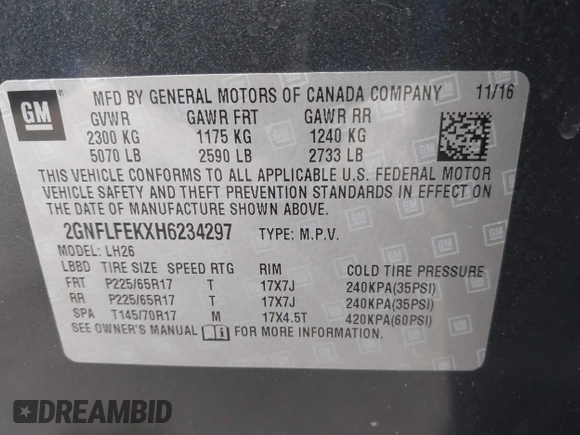 GM
MFD BY GENERAL MOTORS OF CANADA COMPANY 11/16
GVWR GAWR FRT GAWR RR
2300 KG 1175 KG 1240 KG
5070 LB 2590 LB 2733 LB
THIS VEHICLE CONFORMS TO ALL APPLICABLE U.S. FEDERAL MOTOR
VEHICLE SAFETY AND THEFT PREVENTION STANDARDS IN EFFECT ON
THE DATE OF MANUFACTURE SHOWN ABOVE.
2GNFLFEKXH6234297 TYPE: M.P.V.
MODEL: LH26
LBBD TIRE SIZE SPEED RTG RIM COLD TIRE PRESSURE
FRT P225/65R17 T 17X7J 240KPA(35PSI)
RR P225/65R17 T 17X7J 240KPA(35PSI)
SPA T145/70R17 M 17X4.5T 420KPA(60PSI)
SEE OWNER'S MANUAL FOR MORE INFORMATION.
DREAMBID